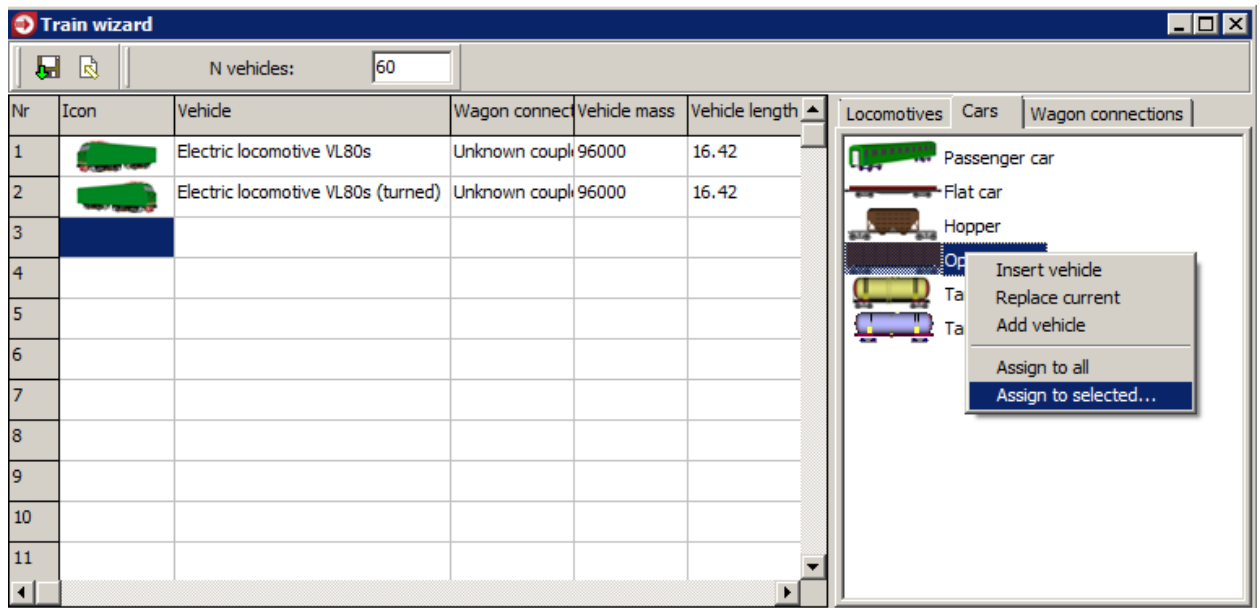 Train wizard
N vehicles: 60
Nr Icon Vehicle Wagon connect Vehicle mass Vehicle length
1 Electric locomotive VL80s Unknown coupl 96000 16.42
2 Electric locomotive VL80s (turned) Unknown coupl 96000 16.42
3
4
5
6
7
8
9
10
11
Locomotives Cars Wagon connections
Passenger car
Flat car
Hopper
Op
Ta
Ta
Insert vehicle
Replace current
Add vehicle
Assign to all
Assign to selected...